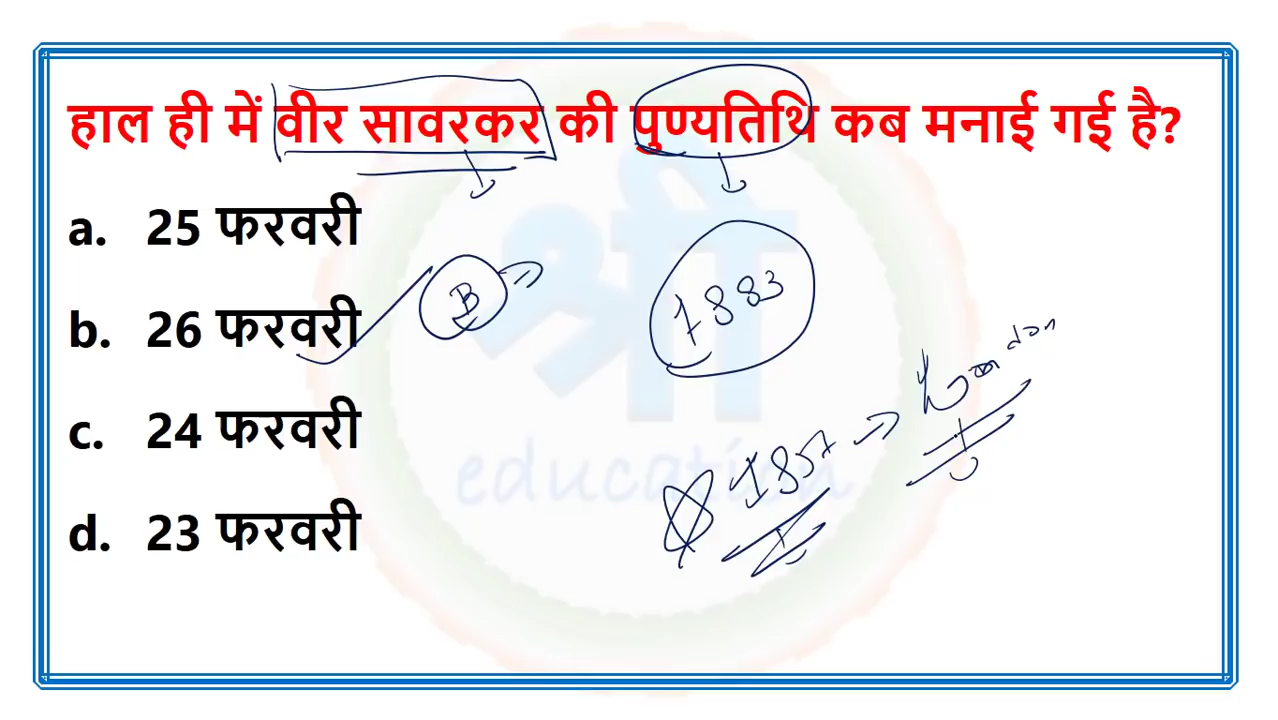 हाल ही में वीर सावरकर की पुण्यतिथि कब मनाई गई है?
a. 25 फरवरी
b. 26 फरवरी
B
1883
c. 24 फरवरी
1857
d. 23 फरवरी
श्री
education